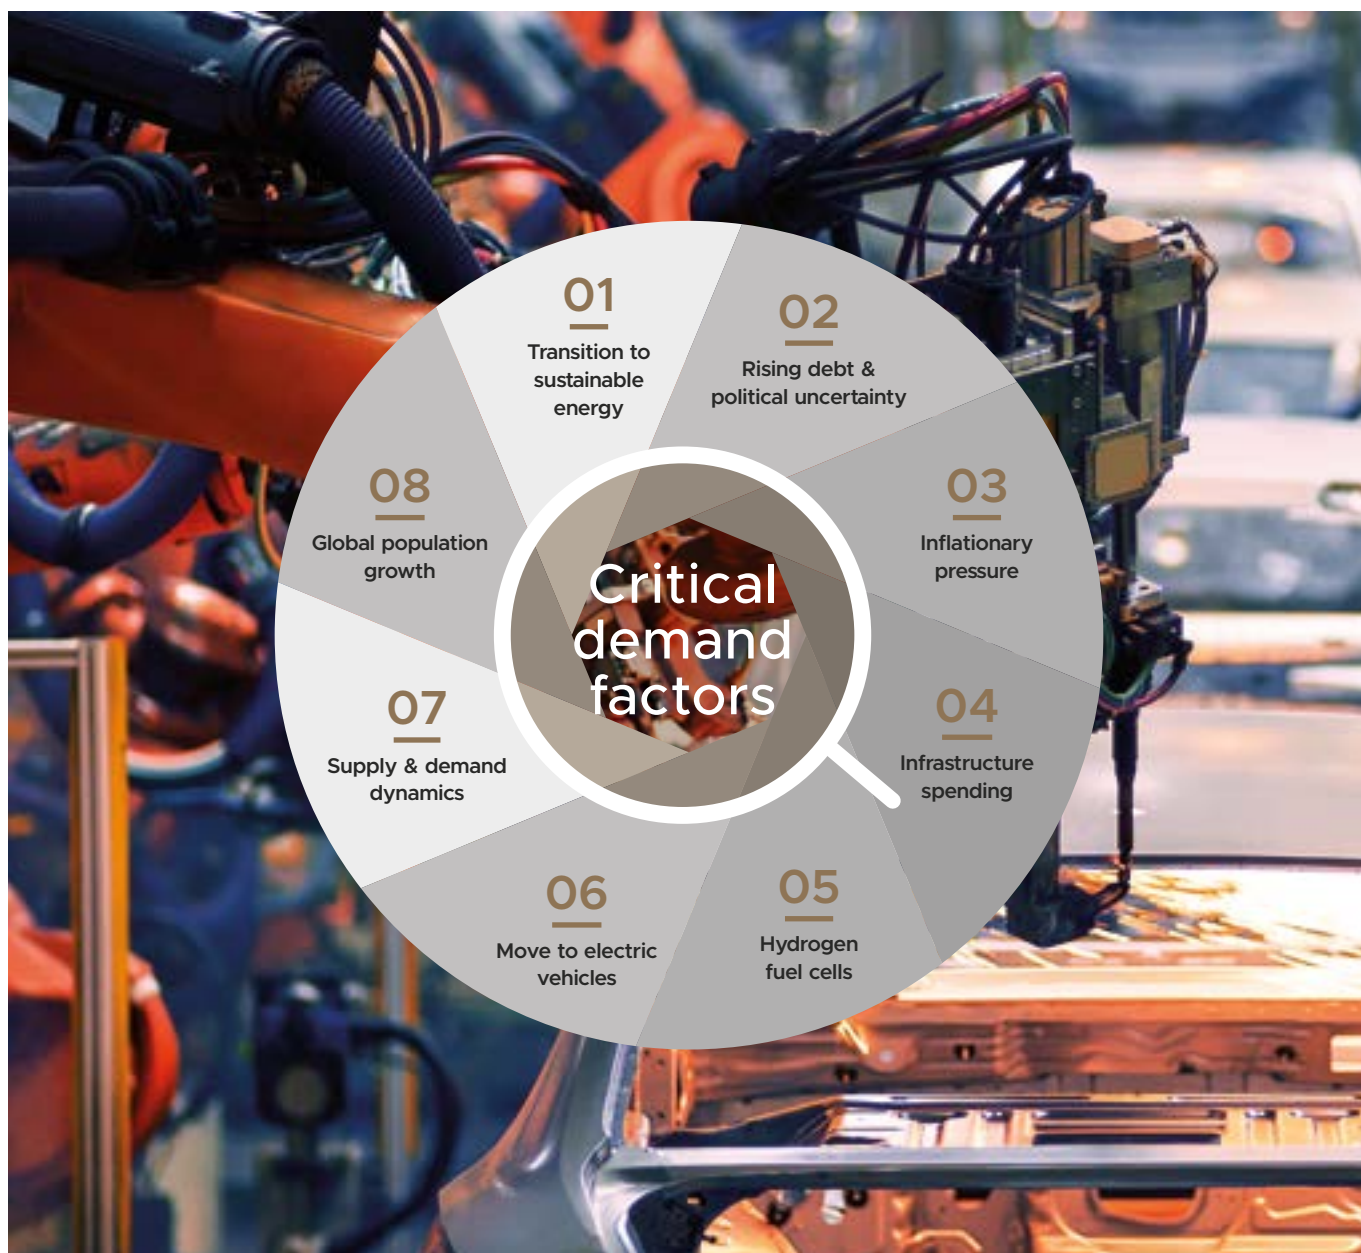 01
Transition to
sustainable
energy
02
Rising debt &
political uncertainty
03
Inflationary
pressure
04
Infrastructure
spending
05
Hydrogen
fuel cells
06
Move to electric
vehicles
07
Supply & demand
dynamics
08
Global population
growth
Critical
demand
factors